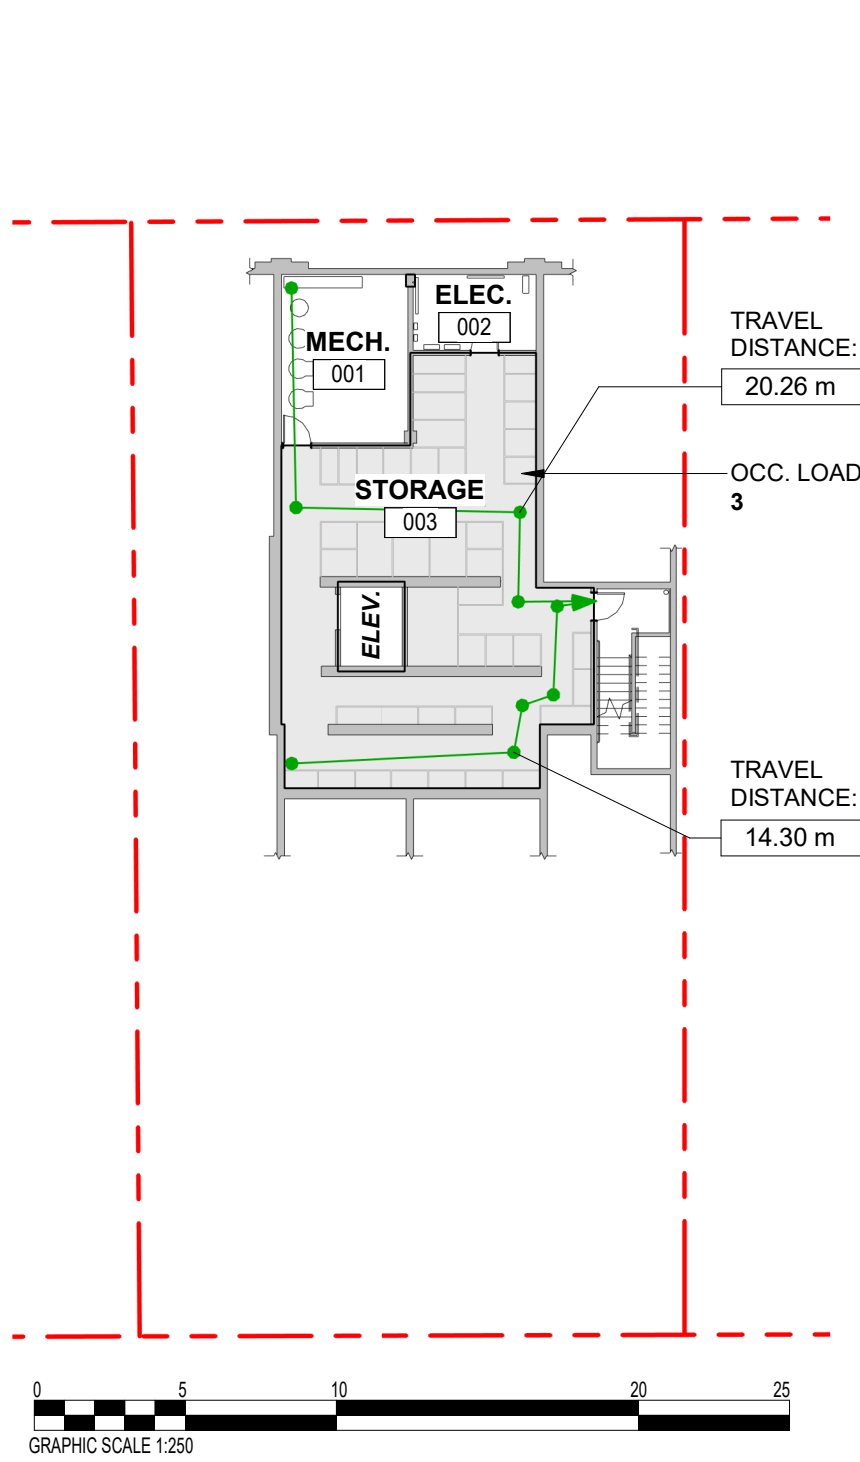 ELEC.
002
MECH.
001
TRAVEL
DISTANCE:
20.26 m
OCC. LOAD
3
STORAGE
003
ELEV.
TRAVEL
DISTANCE:
14.30 m
0 5 10 20 25
GRAPHIC SCALE 1:250